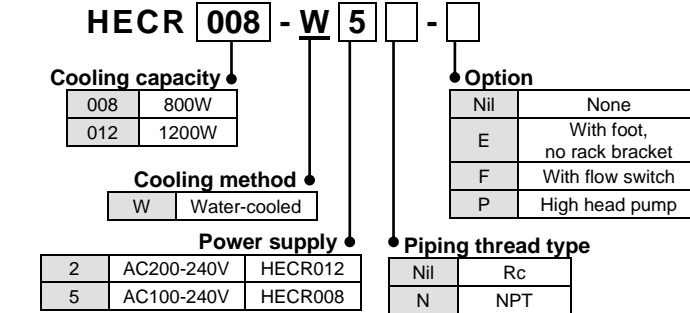 HECR 008 - W 5 -
Cooling capacity
008 800W
012 1200W
Cooling method
W Water-cooled
Power supply
2 AC200-240V HECR012
5 AC100-240V HECR008
Option
Nil None
E With foot,
no rack bracket
F With flow switch
P High head pump
Piping thread type
Nil Rc
N NPT